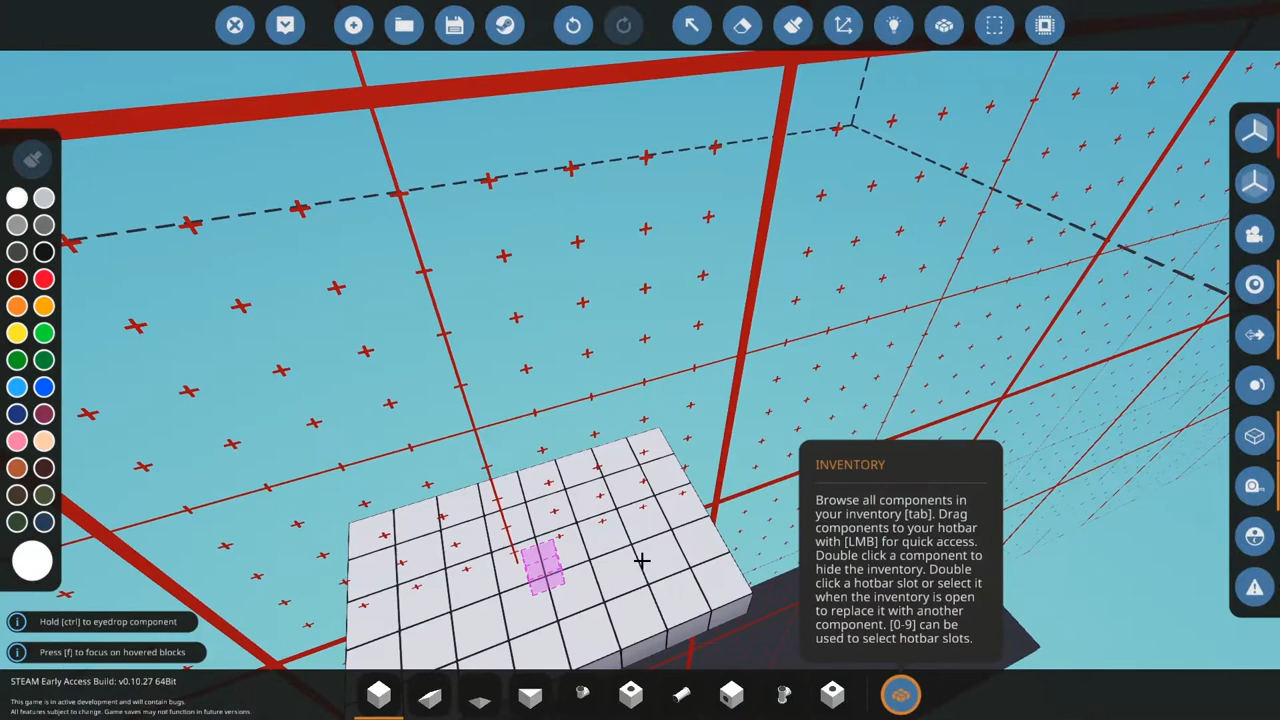 INVENTORY
Browse all components in
your inventory [tab]. Drag
components to your hotbar
with [LMB] for quick access.
Double click a component to
hide the inventory. Double
click a hotbar slot or select it
when the inventory is open
to replace it with another
component. [0-9] can be
used to select hotbar slots.
Hold [ctrl] to eyedrop component
Press [f] to focus on hovered blocks
STEAM Early Access Build: v0.10.27 64Bit
This game is in active development and will contain bugs.
All features subject to change. Game saves may not function in future versions.